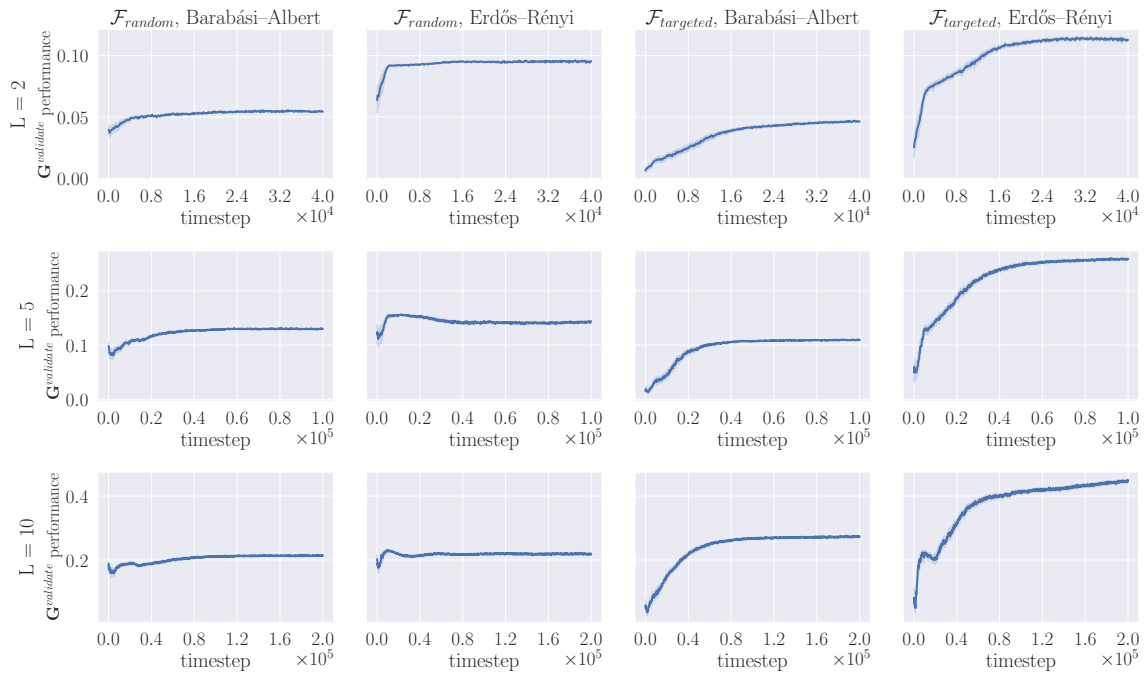 𝓕_random, Barabási–Albert 𝓕_random, Erdős–Rényi 𝓕_targeted, Barabási–Albert 𝓕_targeted, Erdős–Rényi
L = 2
G^validate performance
0.10
0.05
0.00
0.0 0.8 1.6 2.4 3.2 4.0 0.0 0.8 1.6 2.4 3.2 4.0 0.0 0.8 1.6 2.4 3.2 4.0 0.0 0.8 1.6 2.4 3.2 4.0
timestep ×10^4 timestep ×10^4 timestep ×10^4 timestep ×10^4
L = 5
G^validate performance
0.2
0.1
0.0
0.0 0.2 0.4 0.6 0.8 1.0 0.0 0.2 0.4 0.6 0.8 1.0 0.0 0.2 0.4 0.6 0.8 1.0 0.0 0.2 0.4 0.6 0.8 1.0
timestep ×10^5 timestep ×10^5 timestep ×10^5 timestep ×10^5
L = 10
G^validate performance
0.4
0.2
0.0 0.4 0.8 1.2 1.6 2.0 0.0 0.4 0.8 1.2 1.6 2.0 0.0 0.4 0.8 1.2 1.6 2.0 0.0 0.4 0.8 1.2 1.6 2.0
timestep ×10^5 timestep ×10^5 timestep ×10^5 timestep ×10^5